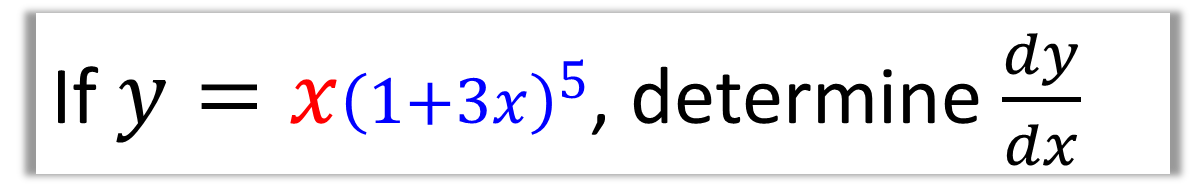 If y = x(1+3x)⁵, determine dy/dx